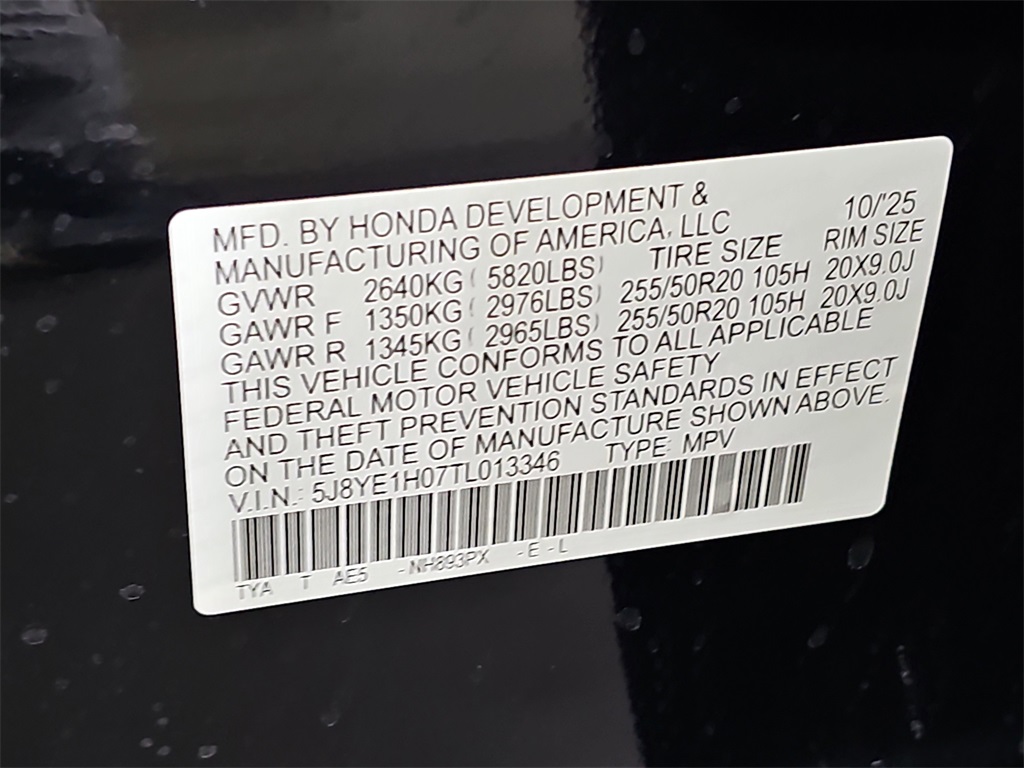 MFD. BY HONDA DEVELOPMENT & 10/'25
MANUFACTURING OF AMERICA, LLC
TIRE SIZE RIM SIZE
GVWR 2640KG ( 5820LBS)
GAWR F 1350KG ( 2976LBS) 255/50R20 105H 20X9.0J
GAWR R 1345KG ( 2965LBS) 255/50R20 105H 20X9.0J
THIS VEHICLE CONFORMS TO ALL APPLICABLE
FEDERAL MOTOR VEHICLE SAFETY
AND THEFT PREVENTION STANDARDS IN EFFECT
ON THE DATE OF MANUFACTURE SHOWN ABOVE.
V.I.N.: 5J8YE1H07TL013346 TYPE: MPV
TYA T AE5 -NH893PX -E-L